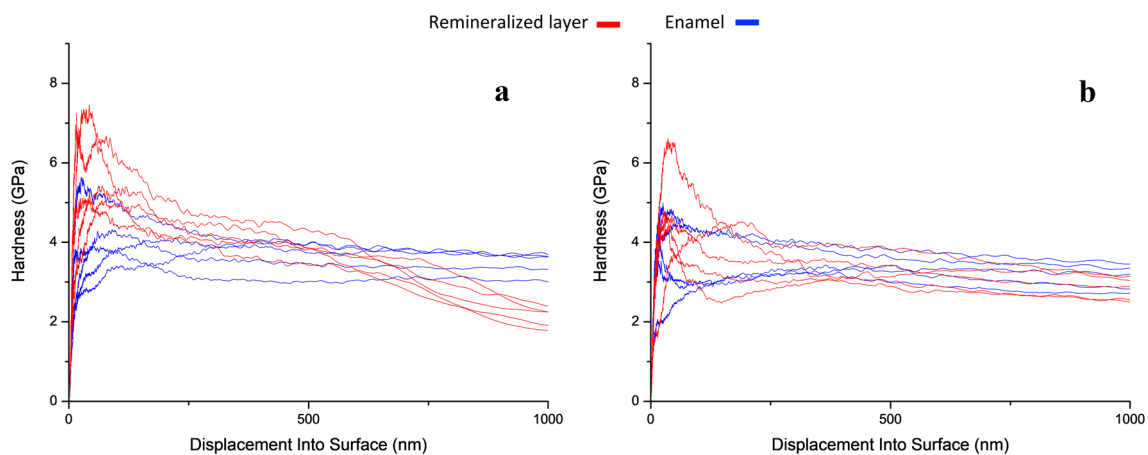 Remineralized layer Enamel
a
8
6
4
2
0
Hardness (GPa)
0 500 1000
Displacement Into Surface (nm)
b
8
6
4
2
0
Hardness (GPa)
0 500 1000
Displacement Into Surface (nm)